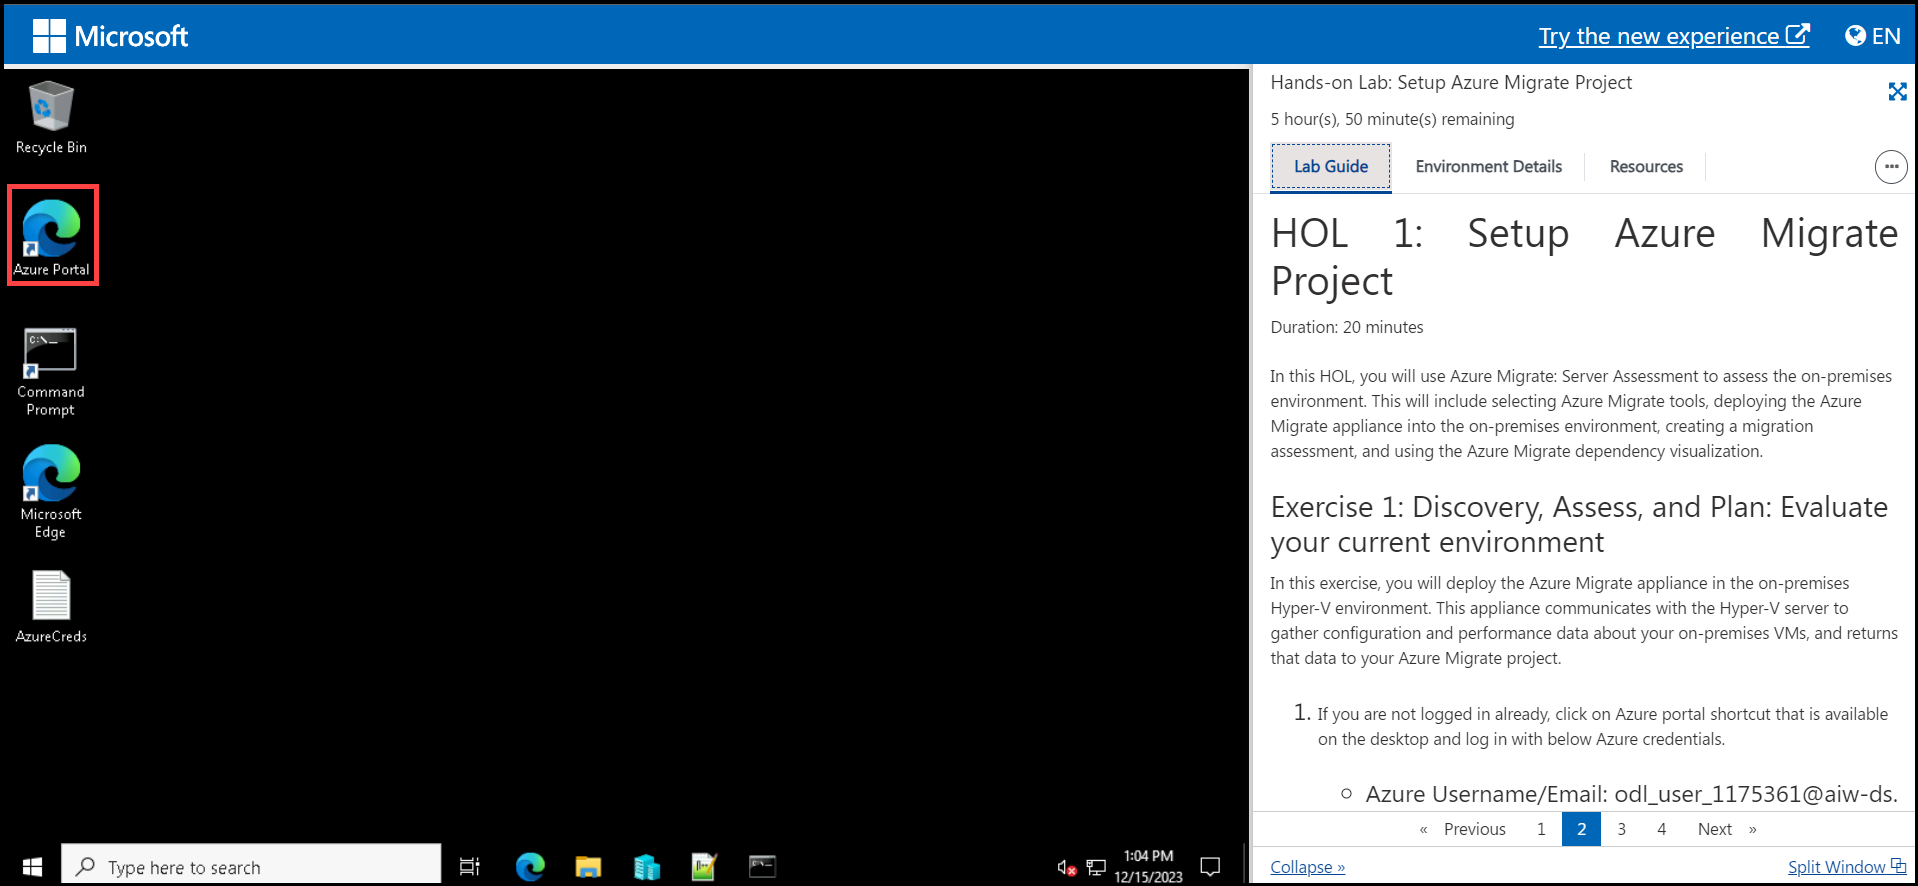 Microsoft
Try the new experience
EN
Recycle Bin
Azure Portal
C:\._
Command
Prompt
Microsoft
Edge
AzureCreds
Hands-on Lab: Setup Azure Migrate Project
5 hour(s), 50 minute(s) remaining
Lab Guide
Environment Details
Resources
HOL 1: Setup Azure Migrate
Project
Duration: 20 minutes
In this HOL, you will use Azure Migrate: Server Assessment to assess the on-premises
environment. This will include selecting Azure Migrate tools, deploying the Azure
Migrate appliance into the on-premises environment, creating a migration
assessment, and using the Azure Migrate dependency visualization.
Exercise 1: Discovery, Assess, and Plan: Evaluate
your current environment
In this exercise, you will deploy the Azure Migrate appliance in the on-premises
Hyper-V environment. This appliance communicates with the Hyper-V server to
gather configuration and performance data about your on-premises VMs, and returns
that data to your Azure Migrate project.
1. If you are not logged in already, click on Azure portal shortcut that is available
on the desktop and log in with below Azure credentials.
Azure Username/Email: odl_user_1175361@aiw-ds.
« Previous 1 2 3 4 Next »
Collapse »
Split Window
Type here to search
1:04 PM
12/15/2023